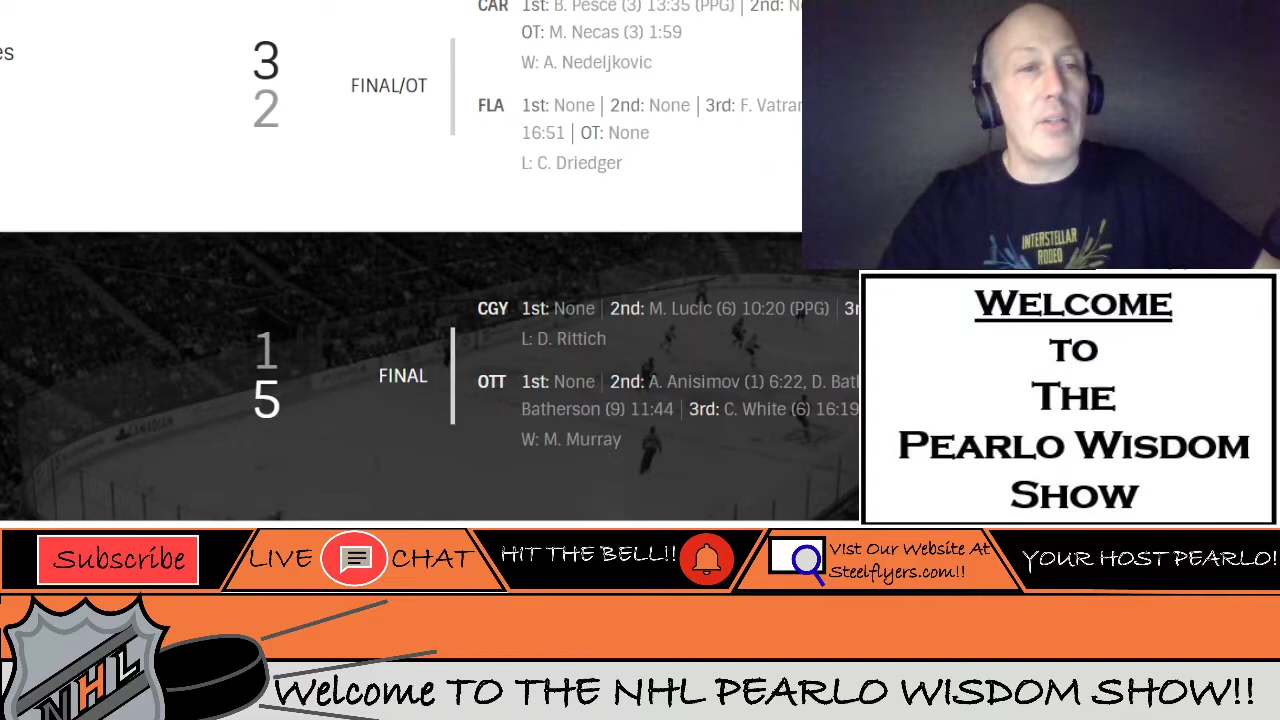 es
3
2
FINAL/OT
CAR 1st: B. Pesce (3) 13:35 (PPG) | 2nd: N
OT: M. Necas (3) 1:59
W: A. Nedeljkovic
FLA 1st: None | 2nd: None | 3rd: F. Vatran
16:51 | OT: None
L: C. Driedger
INTERSTELLAR
RODEO
1
5
FINAL
CGY 1st: None | 2nd: M. Lucic (6) 10:20 (PPG) | 3r
L: D. Rittich
OTT 1st: None | 2nd: A. Anisimov (1) 6:22, D. Bat
Batherson (9) 11:44 | 3rd: C. White (6) 16:19
W: M. Murray
WELCOME
TO
THE
PEARLO WISDOM
SHOW
Subscribe
LIVE CHAT
HIT THE BELL!!
VIst Our Website At
Steelflyers.com!!
YOUR HOST PEARLO!
NHL
Welcome TO THE NHL PEARLO WISDOM SHOW!!